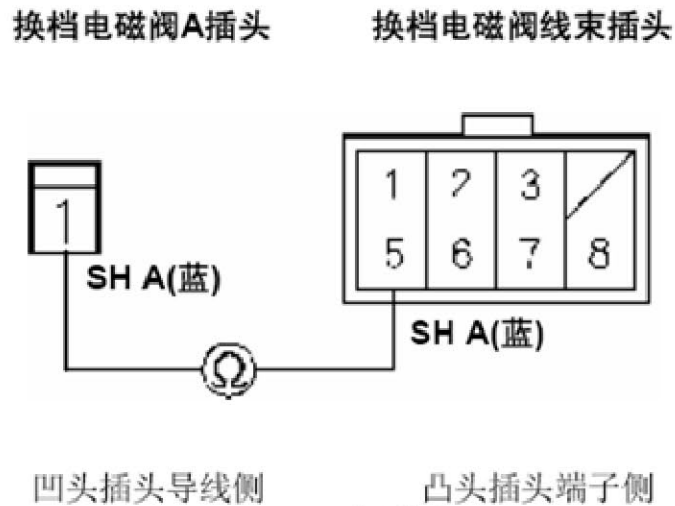 换档电磁阀A插头 换档电磁阀线束插头
1 2 3
1
5 6 7 8
SH A(蓝)
SH A(蓝)
Ω
凹头插头导线侧 凸头插头端子侧